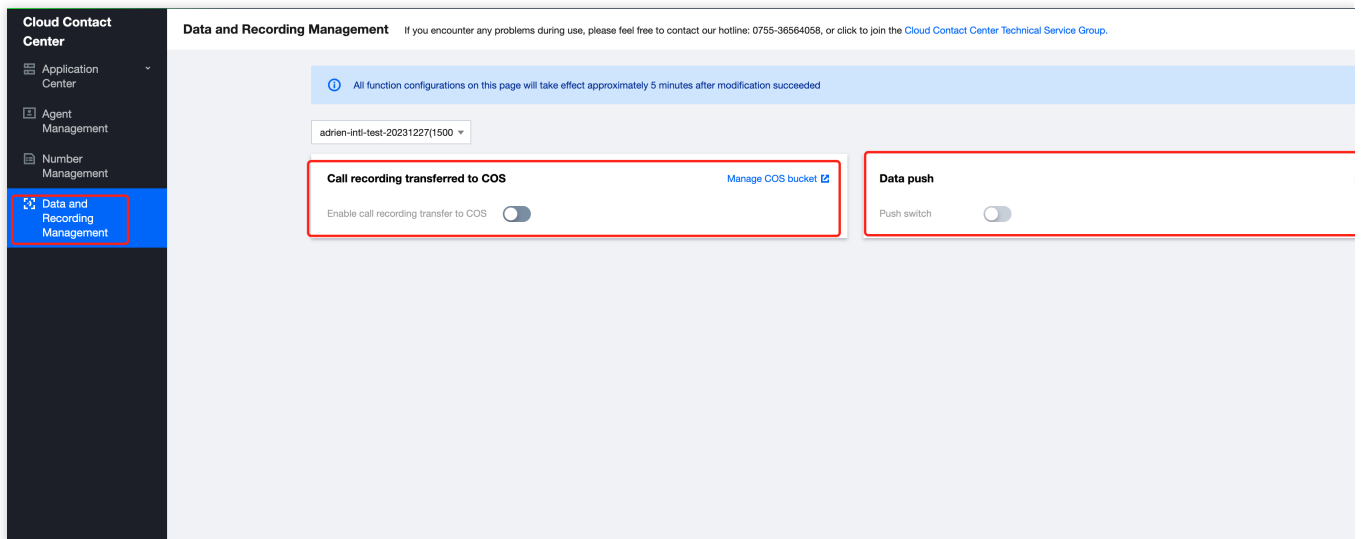 Cloud Contact
Center
Application
Center
Agent
Management
Number
Management
Data and
Recording
Management
Data and Recording Management If you encounter any problems during use, please feel free to contact our hotline: 0755-36564058, or click to join the Cloud Contact Center Technical Service Group.
All function configurations on this page will take effect approximately 5 minutes after modification succeeded
adrien-intl-test-20231227(1500
Call recording transferred to COS Manage COS bucket
Enable call recording transfer to COS
Data push
Push switch